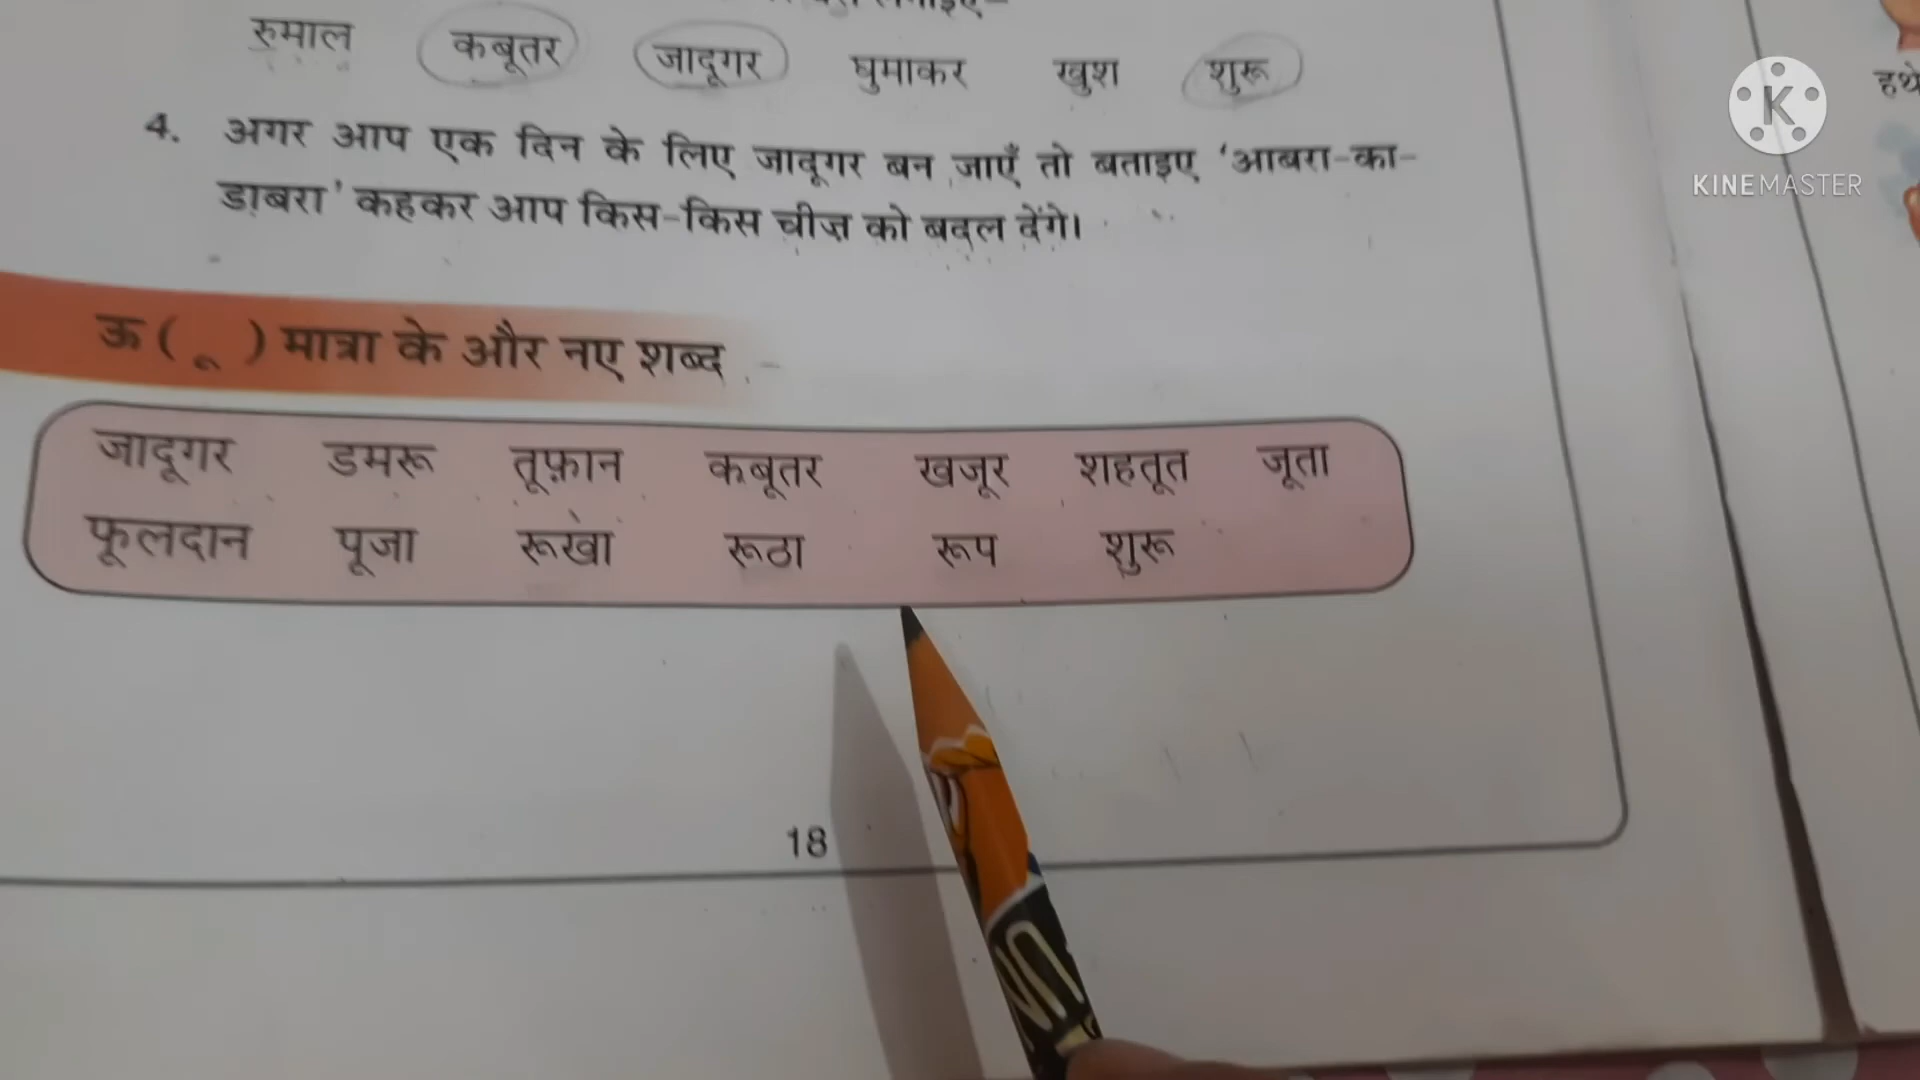 रुमाल कबूतर जादूगर घुमाकर खुश शुरू
4. अगर आप एक दिन के लिए जादूगर बन जाएँ तो बताइए ‘आबरा-का-
डाबरा’ कहकर आप किस-किस चीज़ को बदल देंगे।
ऊ ( ू ) मात्रा के और नए शब्द
जादूगर डमरू तूफ़ान कबूतर खजूर शहतूत जूता
फूलदान पूजा रूखा रूठा रूप शुरू
18
KINEMASTER